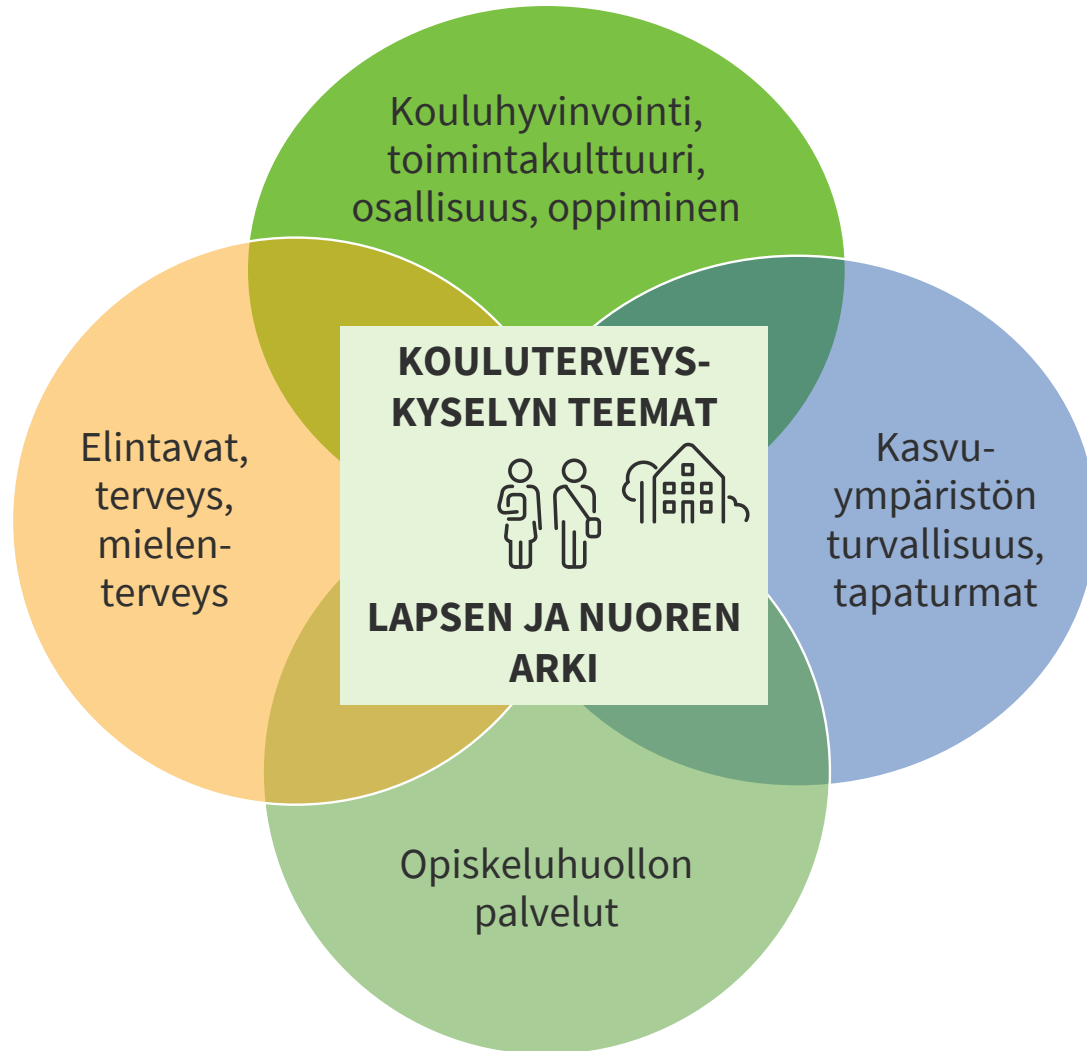 Kouluhyvinvointi,
toimintakulttuuri,
osallisuus, oppiminen
KOULUTERVEYS-
KYSELYN TEEMAT
Elintavat,
terveys,
mielen-
terveys
Kasvu-
ympäristön
turvallisuus,
tapaturmat
LAPSEN JA NUOREN
ARKI
Opiskeluhuollon
palvelut